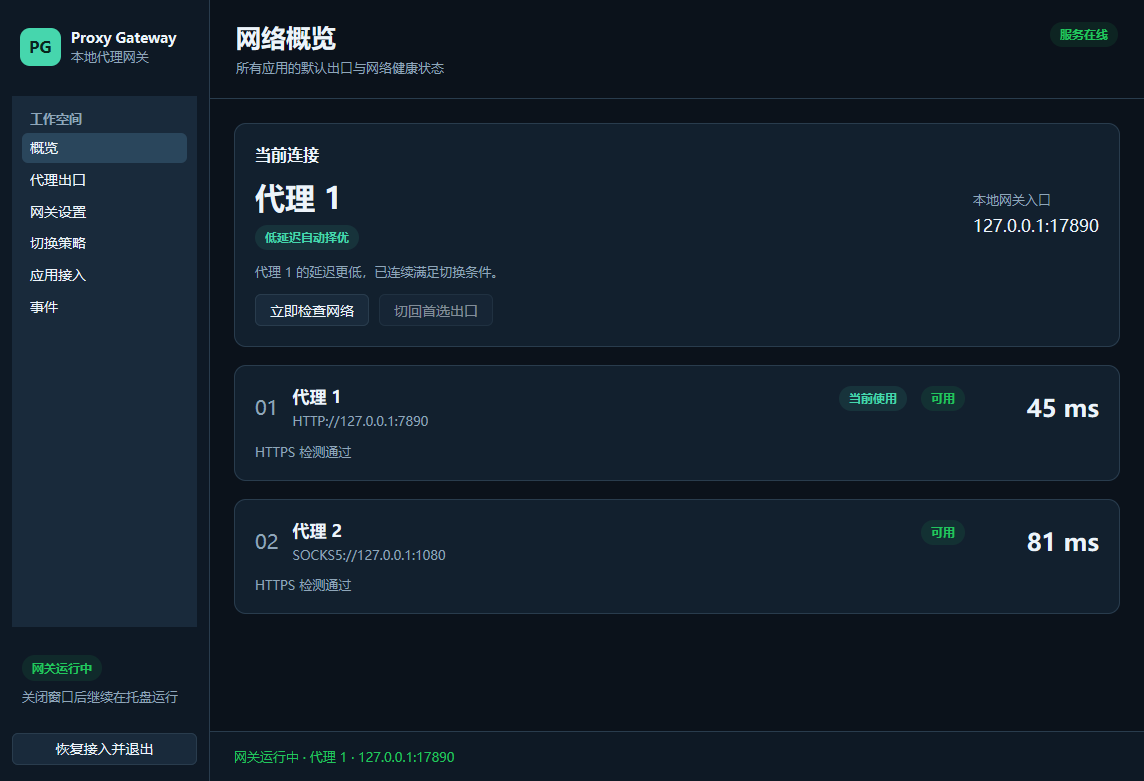 PG
Proxy Gateway
本地代理网关
工作空间
概览
代理出口
网关设置
切换策略
应用接入
事件
网关运行中
关闭窗口后继续在托盘运行
恢复接入并退出
网络概览
所有应用的默认出口与网络健康状态
服务在线
当前连接
代理 1
低延迟自动择优
代理 1 的延迟更低，已连续满足切换条件。
立即检查网络
切回首选出口
本地网关入口
127.0.0.1:17890
01
代理 1
HTTP://127.0.0.1:7890
HTTPS 检测通过
当前使用
可用
45 ms
02
代理 2
SOCKS5://127.0.0.1:1080
HTTPS 检测通过
可用
81 ms
网关运行中 · 代理 1 · 127.0.0.1:17890